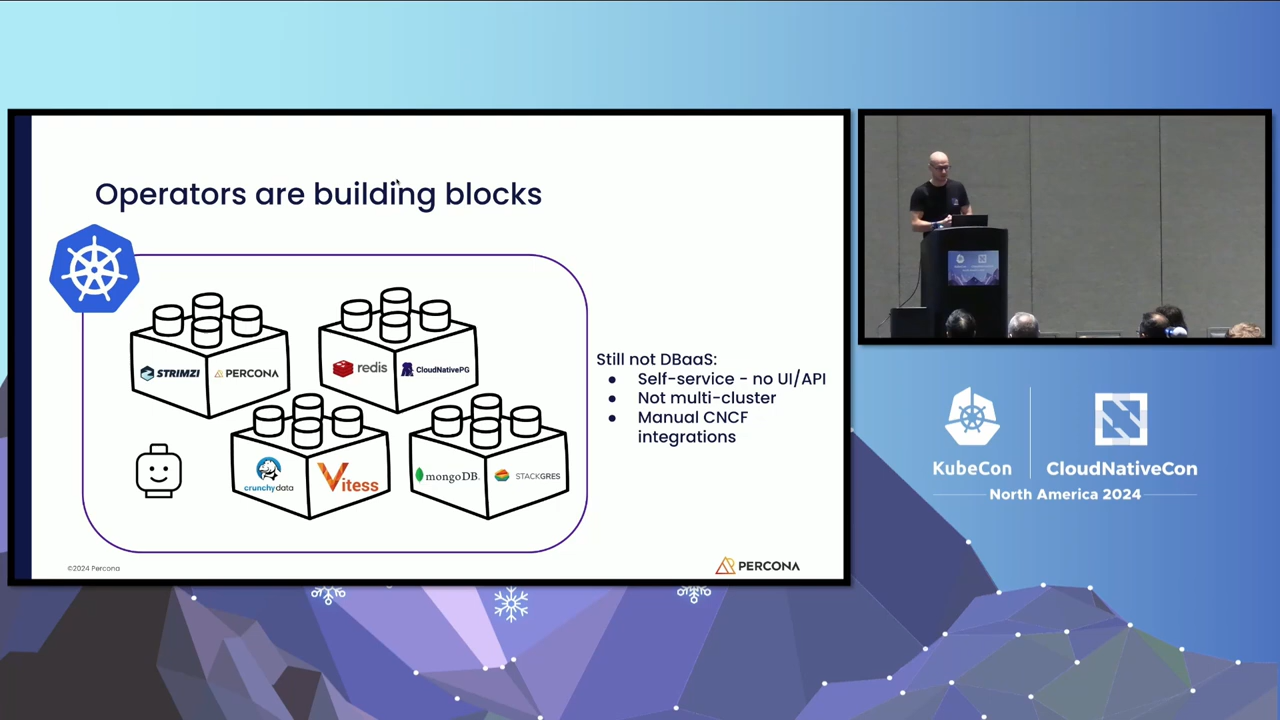 Operators are building blocks
STRIMZI
PERCONA
redis
CloudNativePG
crunchydata
Vitess
mongoDB.
STACKGRES
Still not DBaaS:
● Self-service - no UI/API
● Not multi-cluster
● Manual CNCF
integrations
©2024 Percona
PERCONA
KubeCon
CloudNativeCon
North America 2024